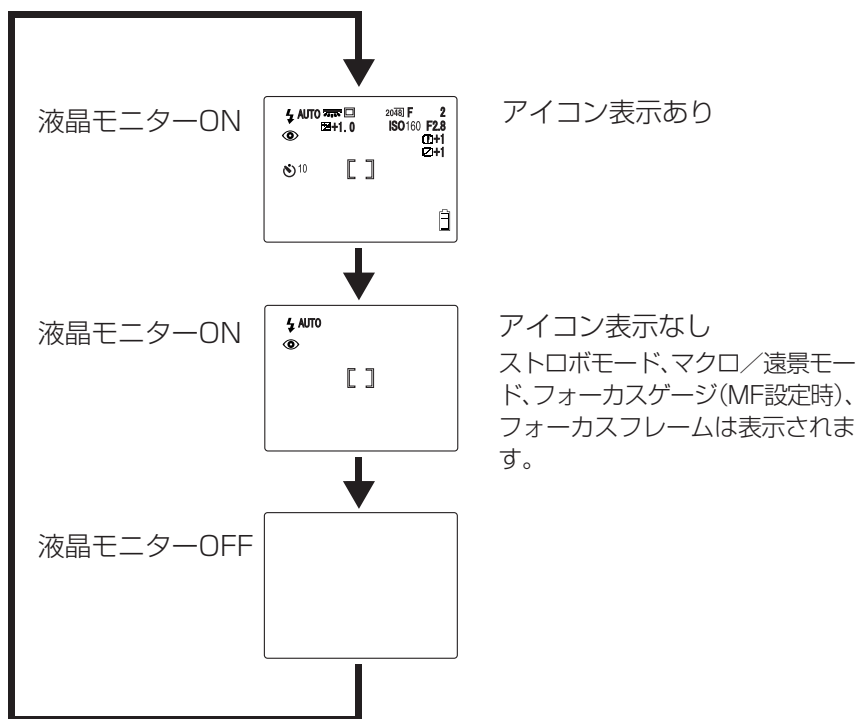 液晶モニターON
AUTO
2048 F 2
+1.0
ISO160 F2.8
+1
+1
10
アイコン表示あり
液晶モニターON
AUTO
アイコン表示なし
ストロボモード、マクロ／遠景モー
ド、フォーカスゲージ(MF設定時)、
フォーカスフレームは表示されま
す。
液晶モニターOFF